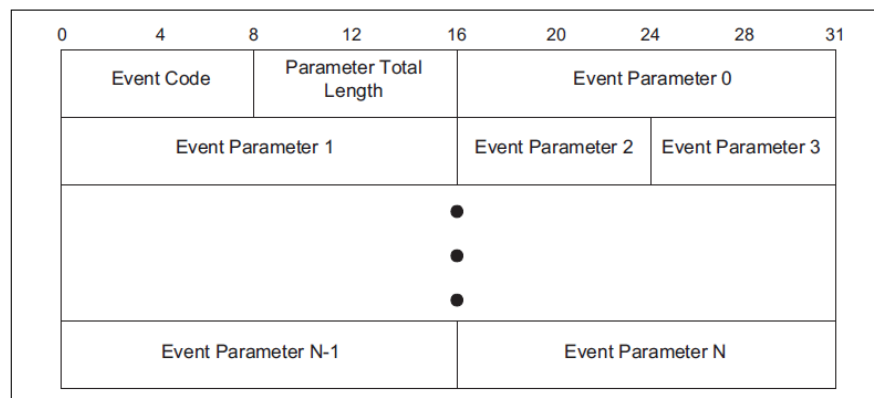 0 4 8 12 16 20 24 28 31
Event Code
Parameter Total
Length
Event Parameter 0
Event Parameter 1
Event Parameter 2
Event Parameter 3
Event Parameter N-1
Event Parameter N